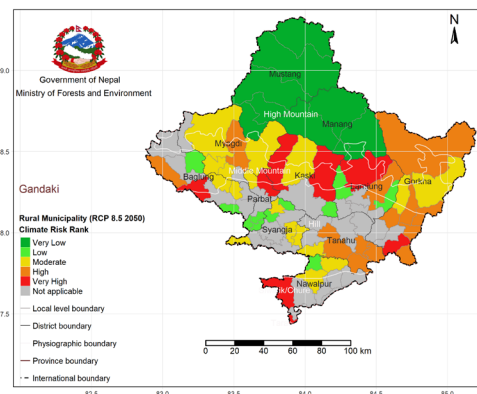 N
Government of Nepal
Ministry of Forests and Environment
Gandaki
Rural Municipality (RCP 8.5 2050)
Climate Risk Rank
Very Low
Low
Moderate
High
Very High
Not applicable
Local level boundary
District boundary
Physiographic boundary
Province boundary
International boundary
Mustang
High Mountain
Manang
Myagdi
Middle Mountain
Kaski
Baglung
Gorkha
Parbat
Hill
Syangja
Tanahu
Nawalpur
0 20 40 60 80 100 km
9.0
8.5
8.0
7.5
82.5 83.0 83.5 84.0 84.5 85.0